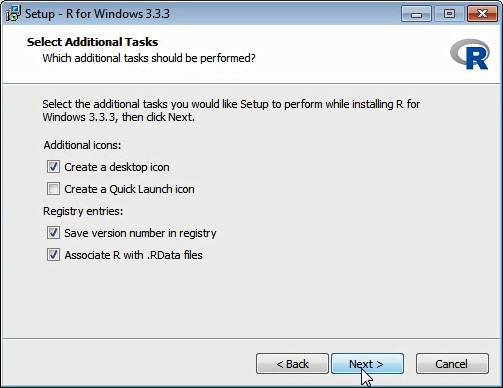 Setup - R for Windows 3.3.3
Select Additional Tasks
Which additional tasks should be performed?
R
Select the additional tasks you would like Setup to perform while installing R for
Windows 3.3.3, then click Next.
Additional icons:
Create a desktop icon
Create a Quick Launch icon
Registry entries:
Save version number in registry
Associate R with .RData files
< Back
Next >
Cancel